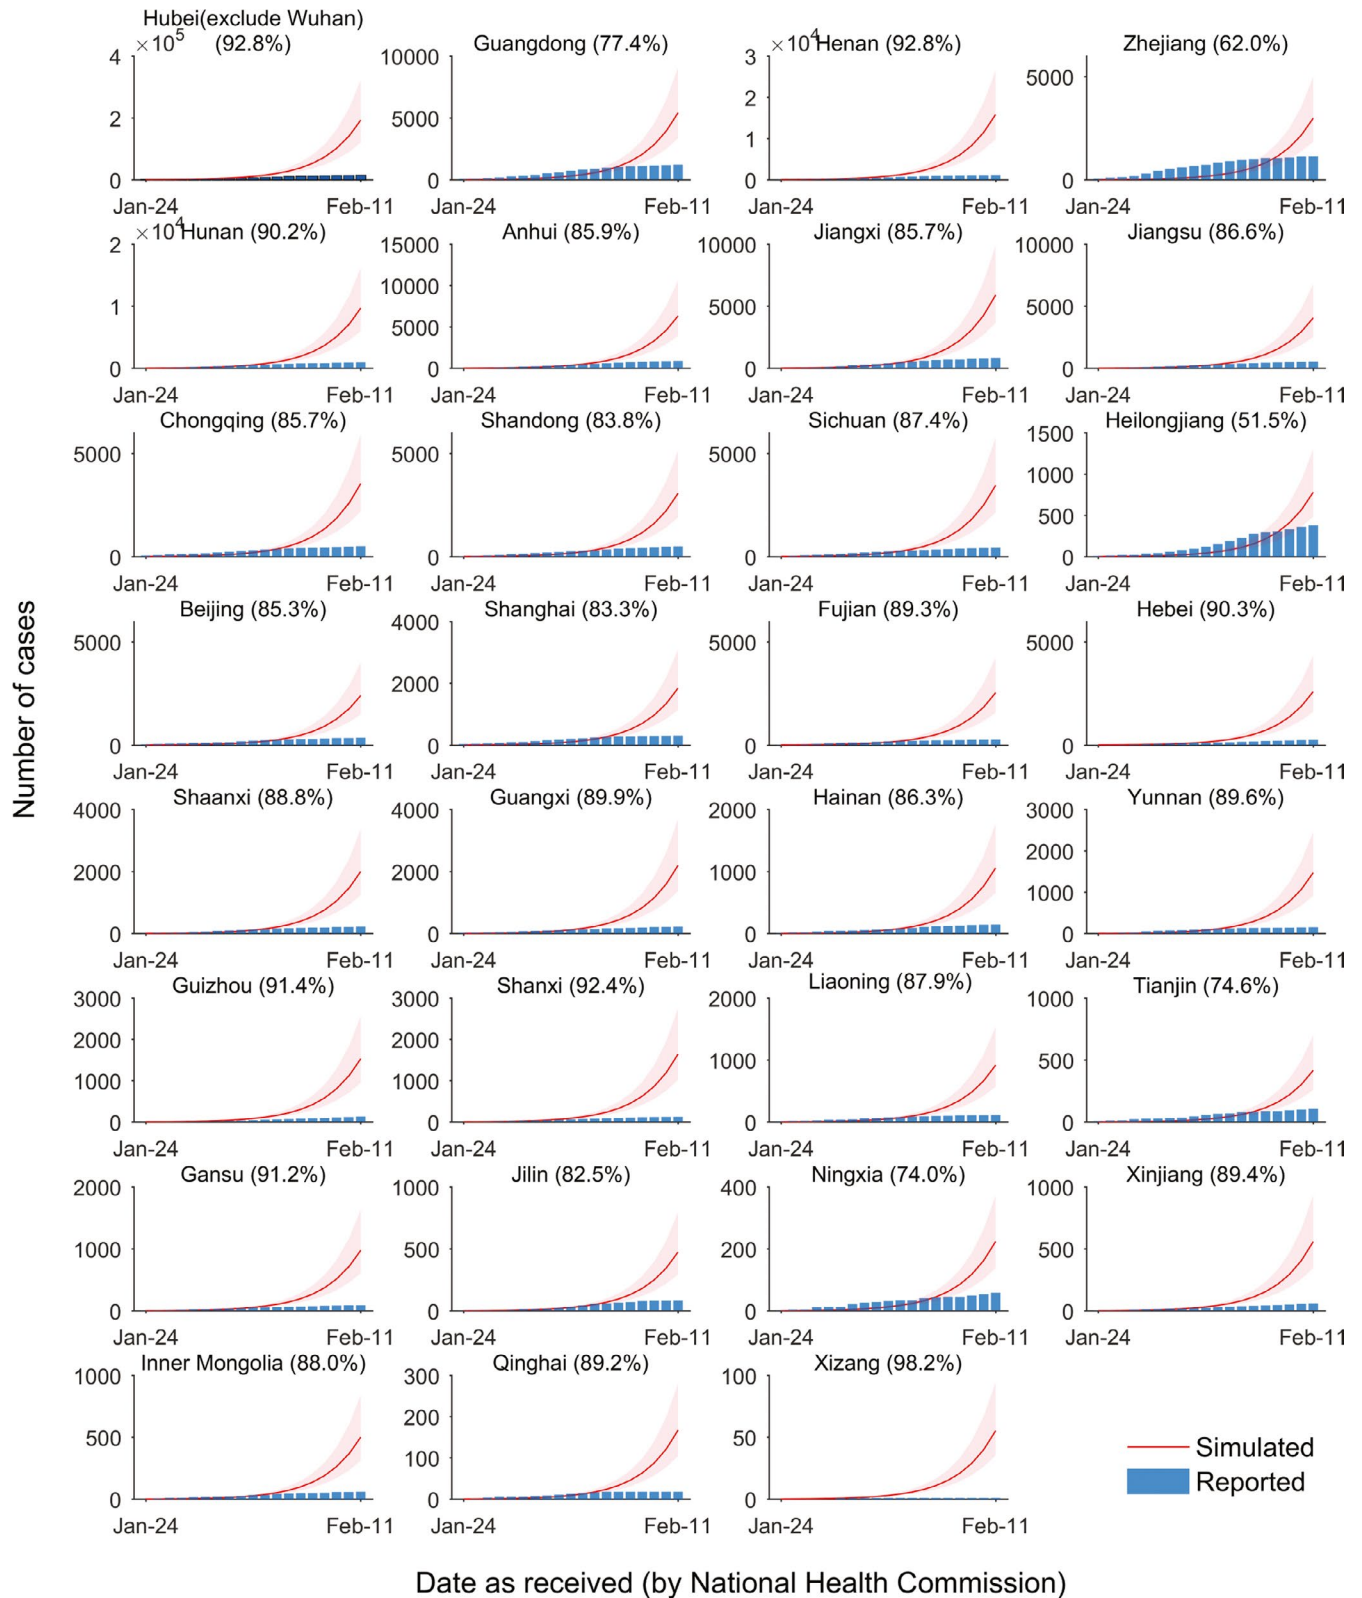 Hubei(exclude Wuhan)
(92.8%)
×10⁵
4
2
0
Jan-24
Feb-11
Guangdong (77.4%)
10000
5000
0
Jan-24
Feb-11
×10⁴
Henan (92.8%)
3
2
1
0
Jan-24
Feb-11
Zhejiang (62.0%)
5000
0
Jan-24
Feb-11
×10⁴
Hunan (90.2%)
2
1
0
Jan-24
Feb-11
Anhui (85.9%)
15000
10000
5000
0
Jan-24
Feb-11
Jiangxi (85.7%)
10000
5000
0
Jan-24
Feb-11
Jiangsu (86.6%)
10000
5000
0
Jan-24
Feb-11
Chongqing (85.7%)
5000
0
Jan-24
Feb-11
Shandong (83.8%)
5000
0
Jan-24
Feb-11
Sichuan (87.4%)
5000
0
Jan-24
Feb-11
Heilongjiang (51.5%)
1500
1000
500
0
Jan-24
Feb-11
Number of cases
Beijing (85.3%)
5000
0
Jan-24
Feb-11
Shanghai (83.3%)
4000
2000
0
Jan-24
Feb-11
Fujian (89.3%)
5000
0
Jan-24
Feb-11
Hebei (90.3%)
5000
0
Jan-24
Feb-11
Shaanxi (88.8%)
4000
2000
0
Jan-24
Feb-11
Guangxi (89.9%)
4000
2000
0
Jan-24
Feb-11
Hainan (86.3%)
2000
1000
0
Jan-24
Feb-11
Yunnan (89.6%)
3000
2000
1000
0
Jan-24
Feb-11
Guizhou (91.4%)
3000
2000
1000
0
Jan-24
Feb-11
Shanxi (92.4%)
3000
2000
1000
0
Jan-24
Feb-11
Liaoning (87.9%)
2000
1000
0
Jan-24
Feb-11
Tianjin (74.6%)
1000
500
0
Jan-24
Feb-11
Gansu (91.2%)
2000
1000
0
Jan-24
Feb-11
Jilin (82.5%)
1000
500
0
Jan-24
Feb-11
Ningxia (74.0%)
400
200
0
Jan-24
Feb-11
Xinjiang (89.4%)
1000
500
0
Jan-24
Feb-11
Inner Mongolia (88.0%)
1000
500
0
Jan-24
Feb-11
Qinghai (89.2%)
300
200
100
0
Jan-24
Feb-11
Xizang (98.2%)
100
50
0
Jan-24
Feb-11
Simulated
Reported
Date as received (by National Health Commission)